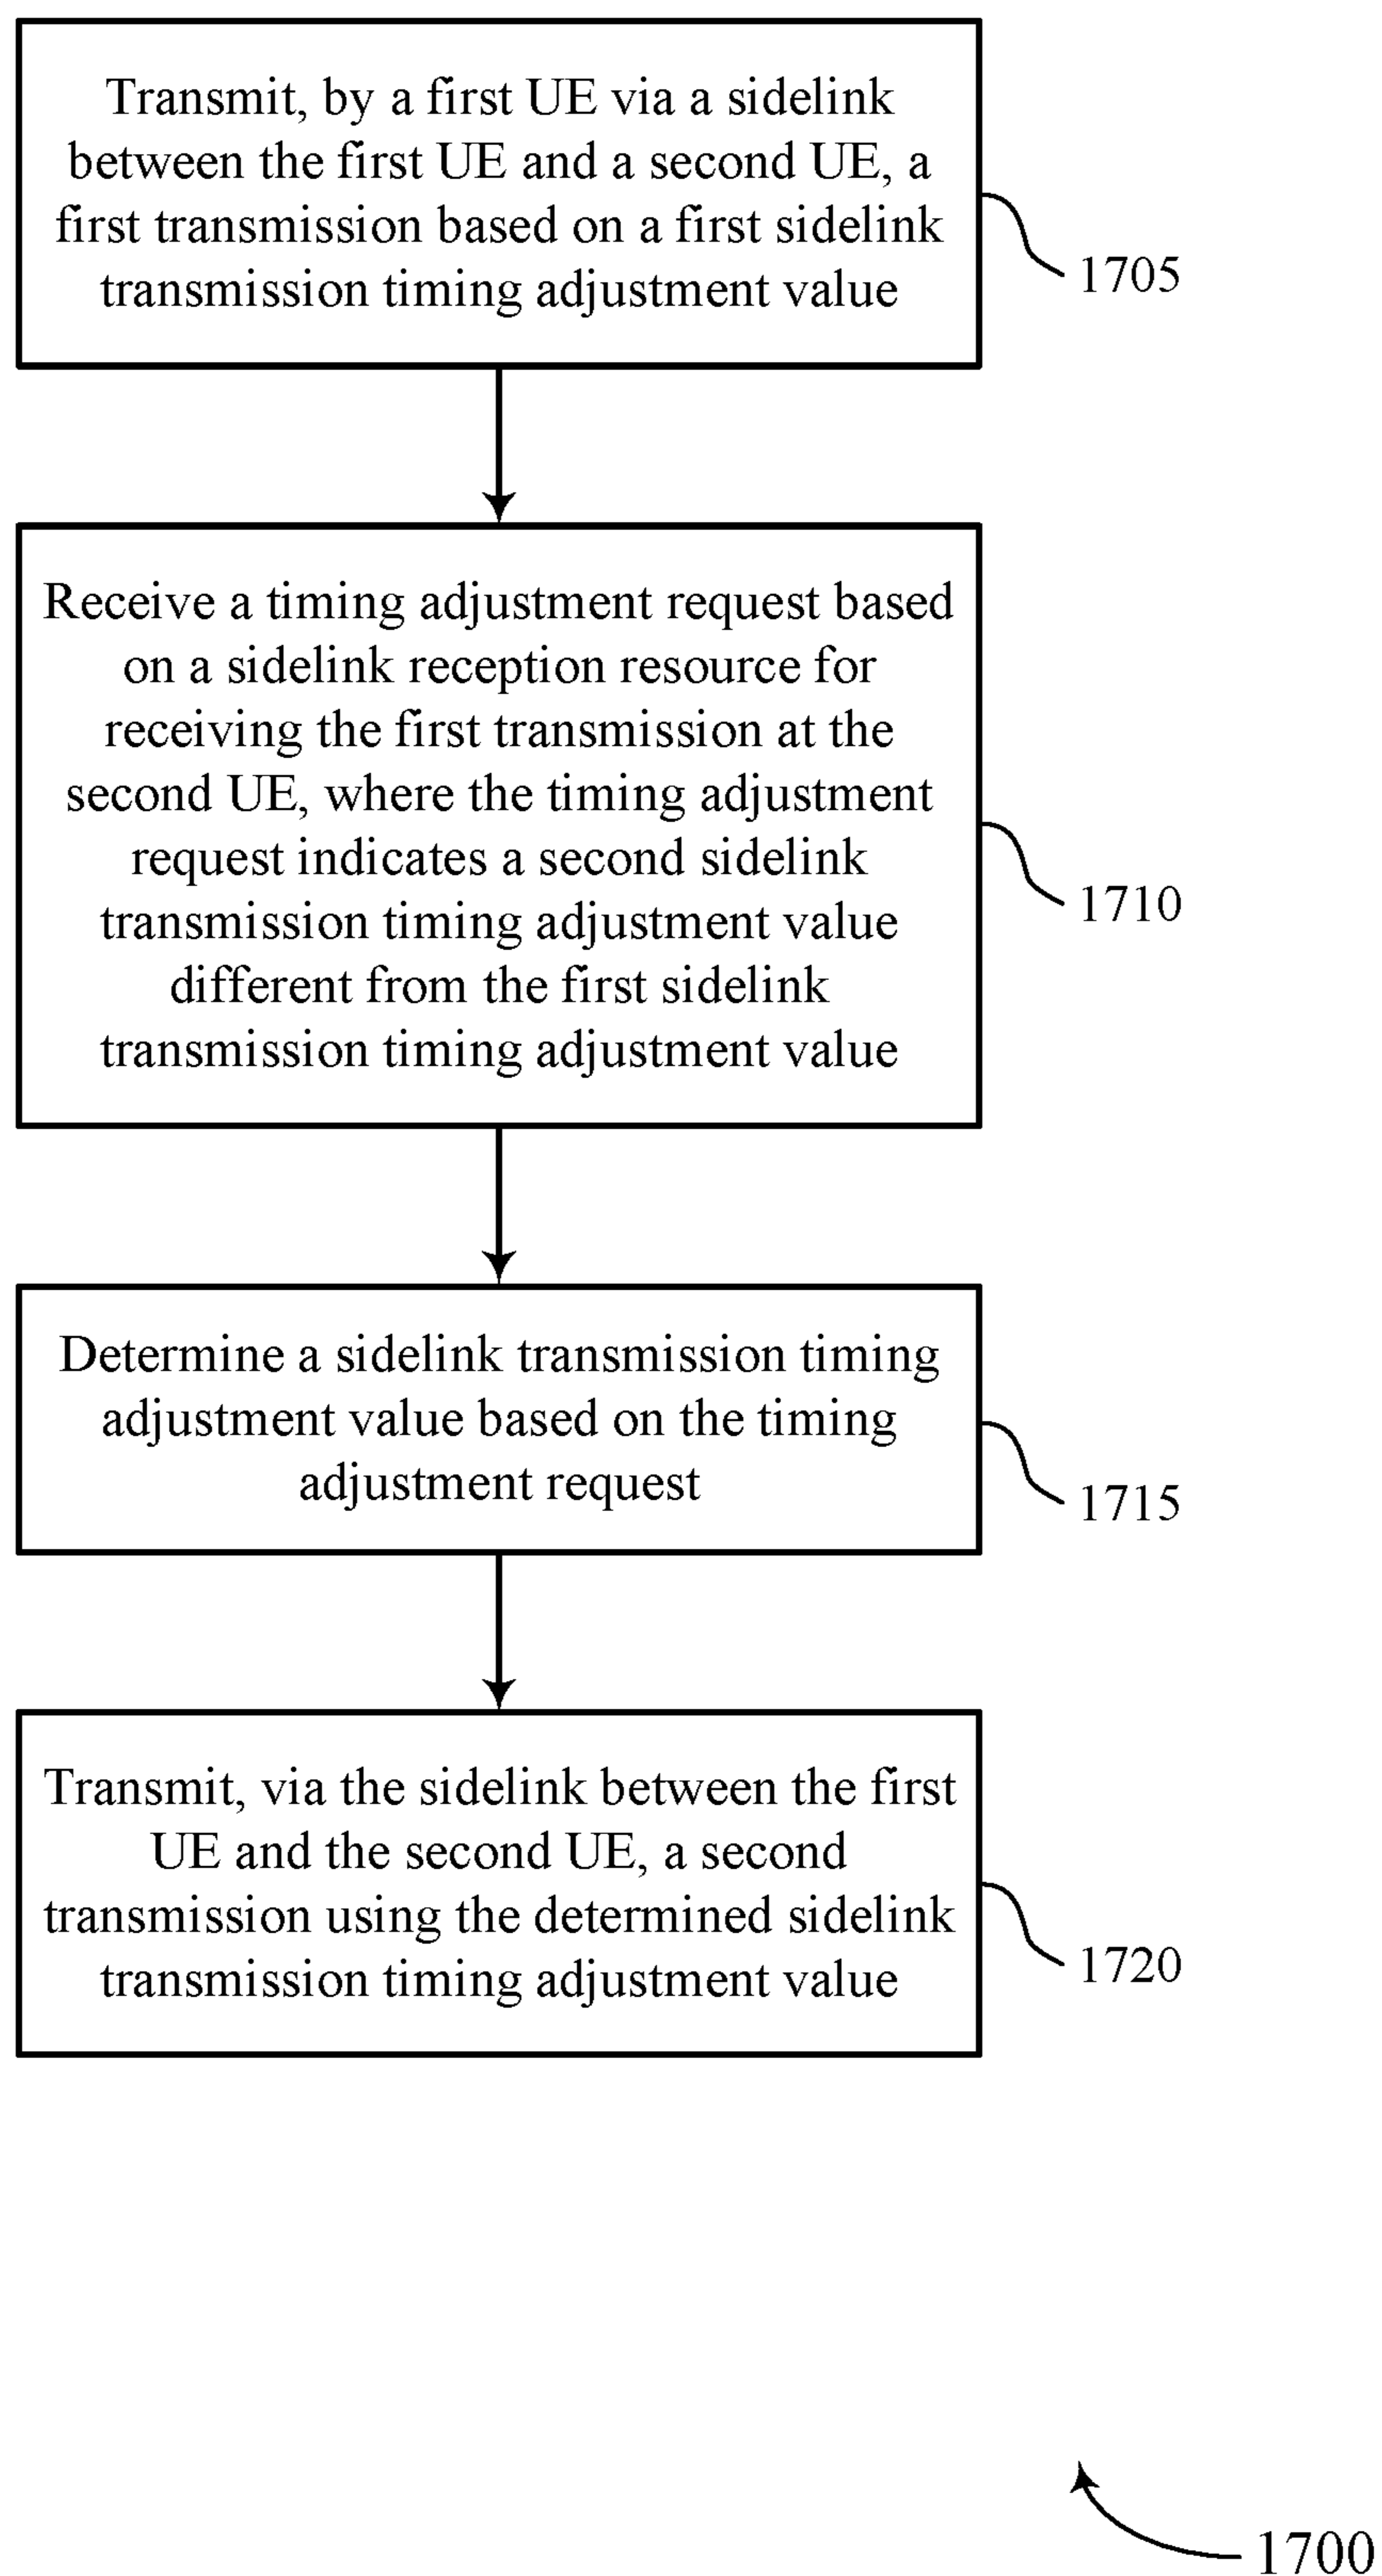 Transmit, by a first UE via a sidelink
between the first UE and a second UE, a
first transmission based on a first sidelink
transmission timing adjustment value
1705
Receive a timing adjustment request based
on a sidelink reception resource for
receiving the first transmission at the
second UE, where the timing adjustment
request indicates a second sidelink
transmission timing adjustment value
different from the first sidelink
transmission timing adjustment value
1710
Determine a sidelink transmission timing
adjustment value based on the timing
adjustment request
1715
Transmit, via the sidelink between the first
UE and the second UE, a second
transmission using the determined sidelink
transmission timing adjustment value
1720
1700